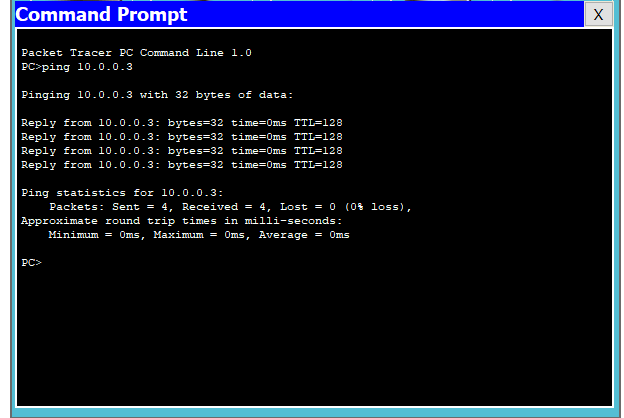 Command Prompt
X
Packet Tracer PC Command Line 1.0
PC>ping 10.0.0.3
Pinging 10.0.0.3 with 32 bytes of data:
Reply from 10.0.0.3: bytes=32 time=0ms TTL=128
Reply from 10.0.0.3: bytes=32 time=0ms TTL=128
Reply from 10.0.0.3: bytes=32 time=0ms TTL=128
Reply from 10.0.0.3: bytes=32 time=0ms TTL=128
Ping statistics for 10.0.0.3:
Packets: Sent = 4, Received = 4, Lost = 0 (0% loss),
Approximate round trip times in milli-seconds:
Minimum = 0ms, Maximum = 0ms, Average = 0ms
PC>